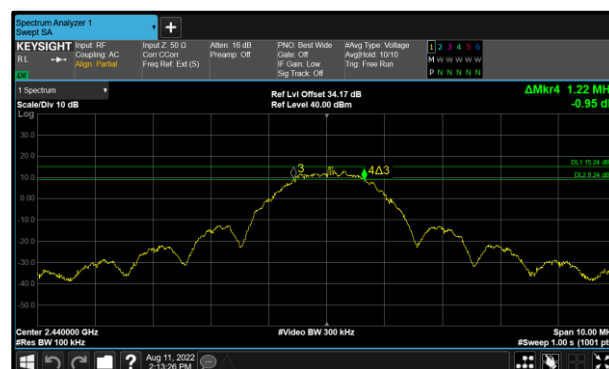 Spectrum Analyzer 1
Swept SA
+
KEYSIGHT
RL
Input: RF
Coupling: AC
Align: Partial
Input Z: 50 Ω
Corr CCorr
Freq Ref: Ext (S)
Atten: 16 dB
Preamp: Off
PNO: Best Wide
Gate: Off
IF Gain: Low
Sig Track: Off
#Avg Type: Voltage
Avg|Hold: 10/10
Trig: Free Run
1 2 3 4 5 6
M W W W W W
P N N N N N
1 Spectrum
Scale/Div 10 dB
Ref Lvl Offset 34.17 dB
Ref Level 40.00 dBm
ΔMkr4 1.22 MH
-0.95 d
Log
30.0
20.0
10.0
0.00
-10.0
-20.0
-30.0
-40.0
-50.0
3
1
4Δ3
DL1 15.24 dB
DL2 9.24 dB
Center 2.440000 GHz
#Res BW 100 kHz
#Video BW 300 kHz
Span 10.00 MH
#Sweep 1.00 s (1001 pt
?
Aug 11, 2022
2:13:26 PM